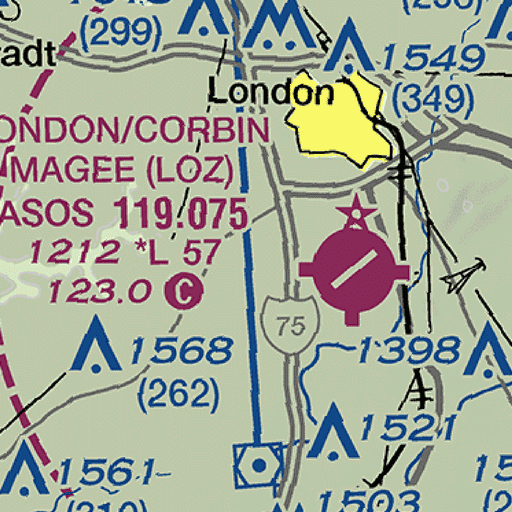 (299)
1549
(349)
London
ONDON/CORBIN
MAGEE (LOZ)
ASOS 119.075
1212 *L 57
123.0 C
75
1568
(262)
1398
1521
1561
1503